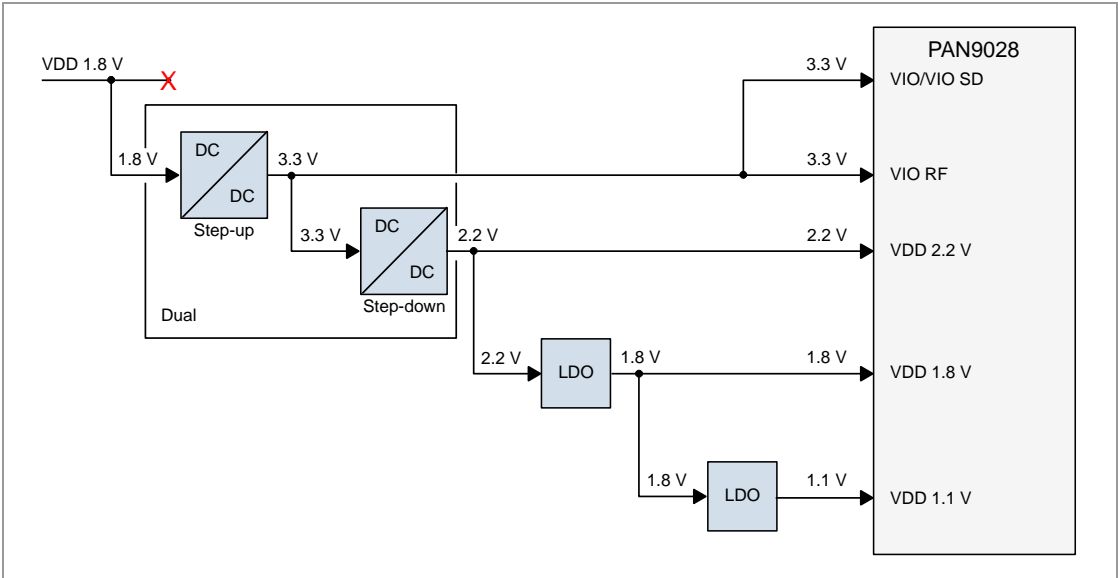 PAN9028
VDD 1.8 V
X
3.3 V
VIO/VIO SD
1.8 V
DC
DC
Step-up
3.3 V
3.3 V
VIO RF
3.3 V
DC
DC
Step-down
2.2 V
2.2 V
VDD 2.2 V
Dual
2.2 V
LDO
1.8 V
1.8 V
VDD 1.8 V
1.8 V
LDO
1.1 V
VDD 1.1 V